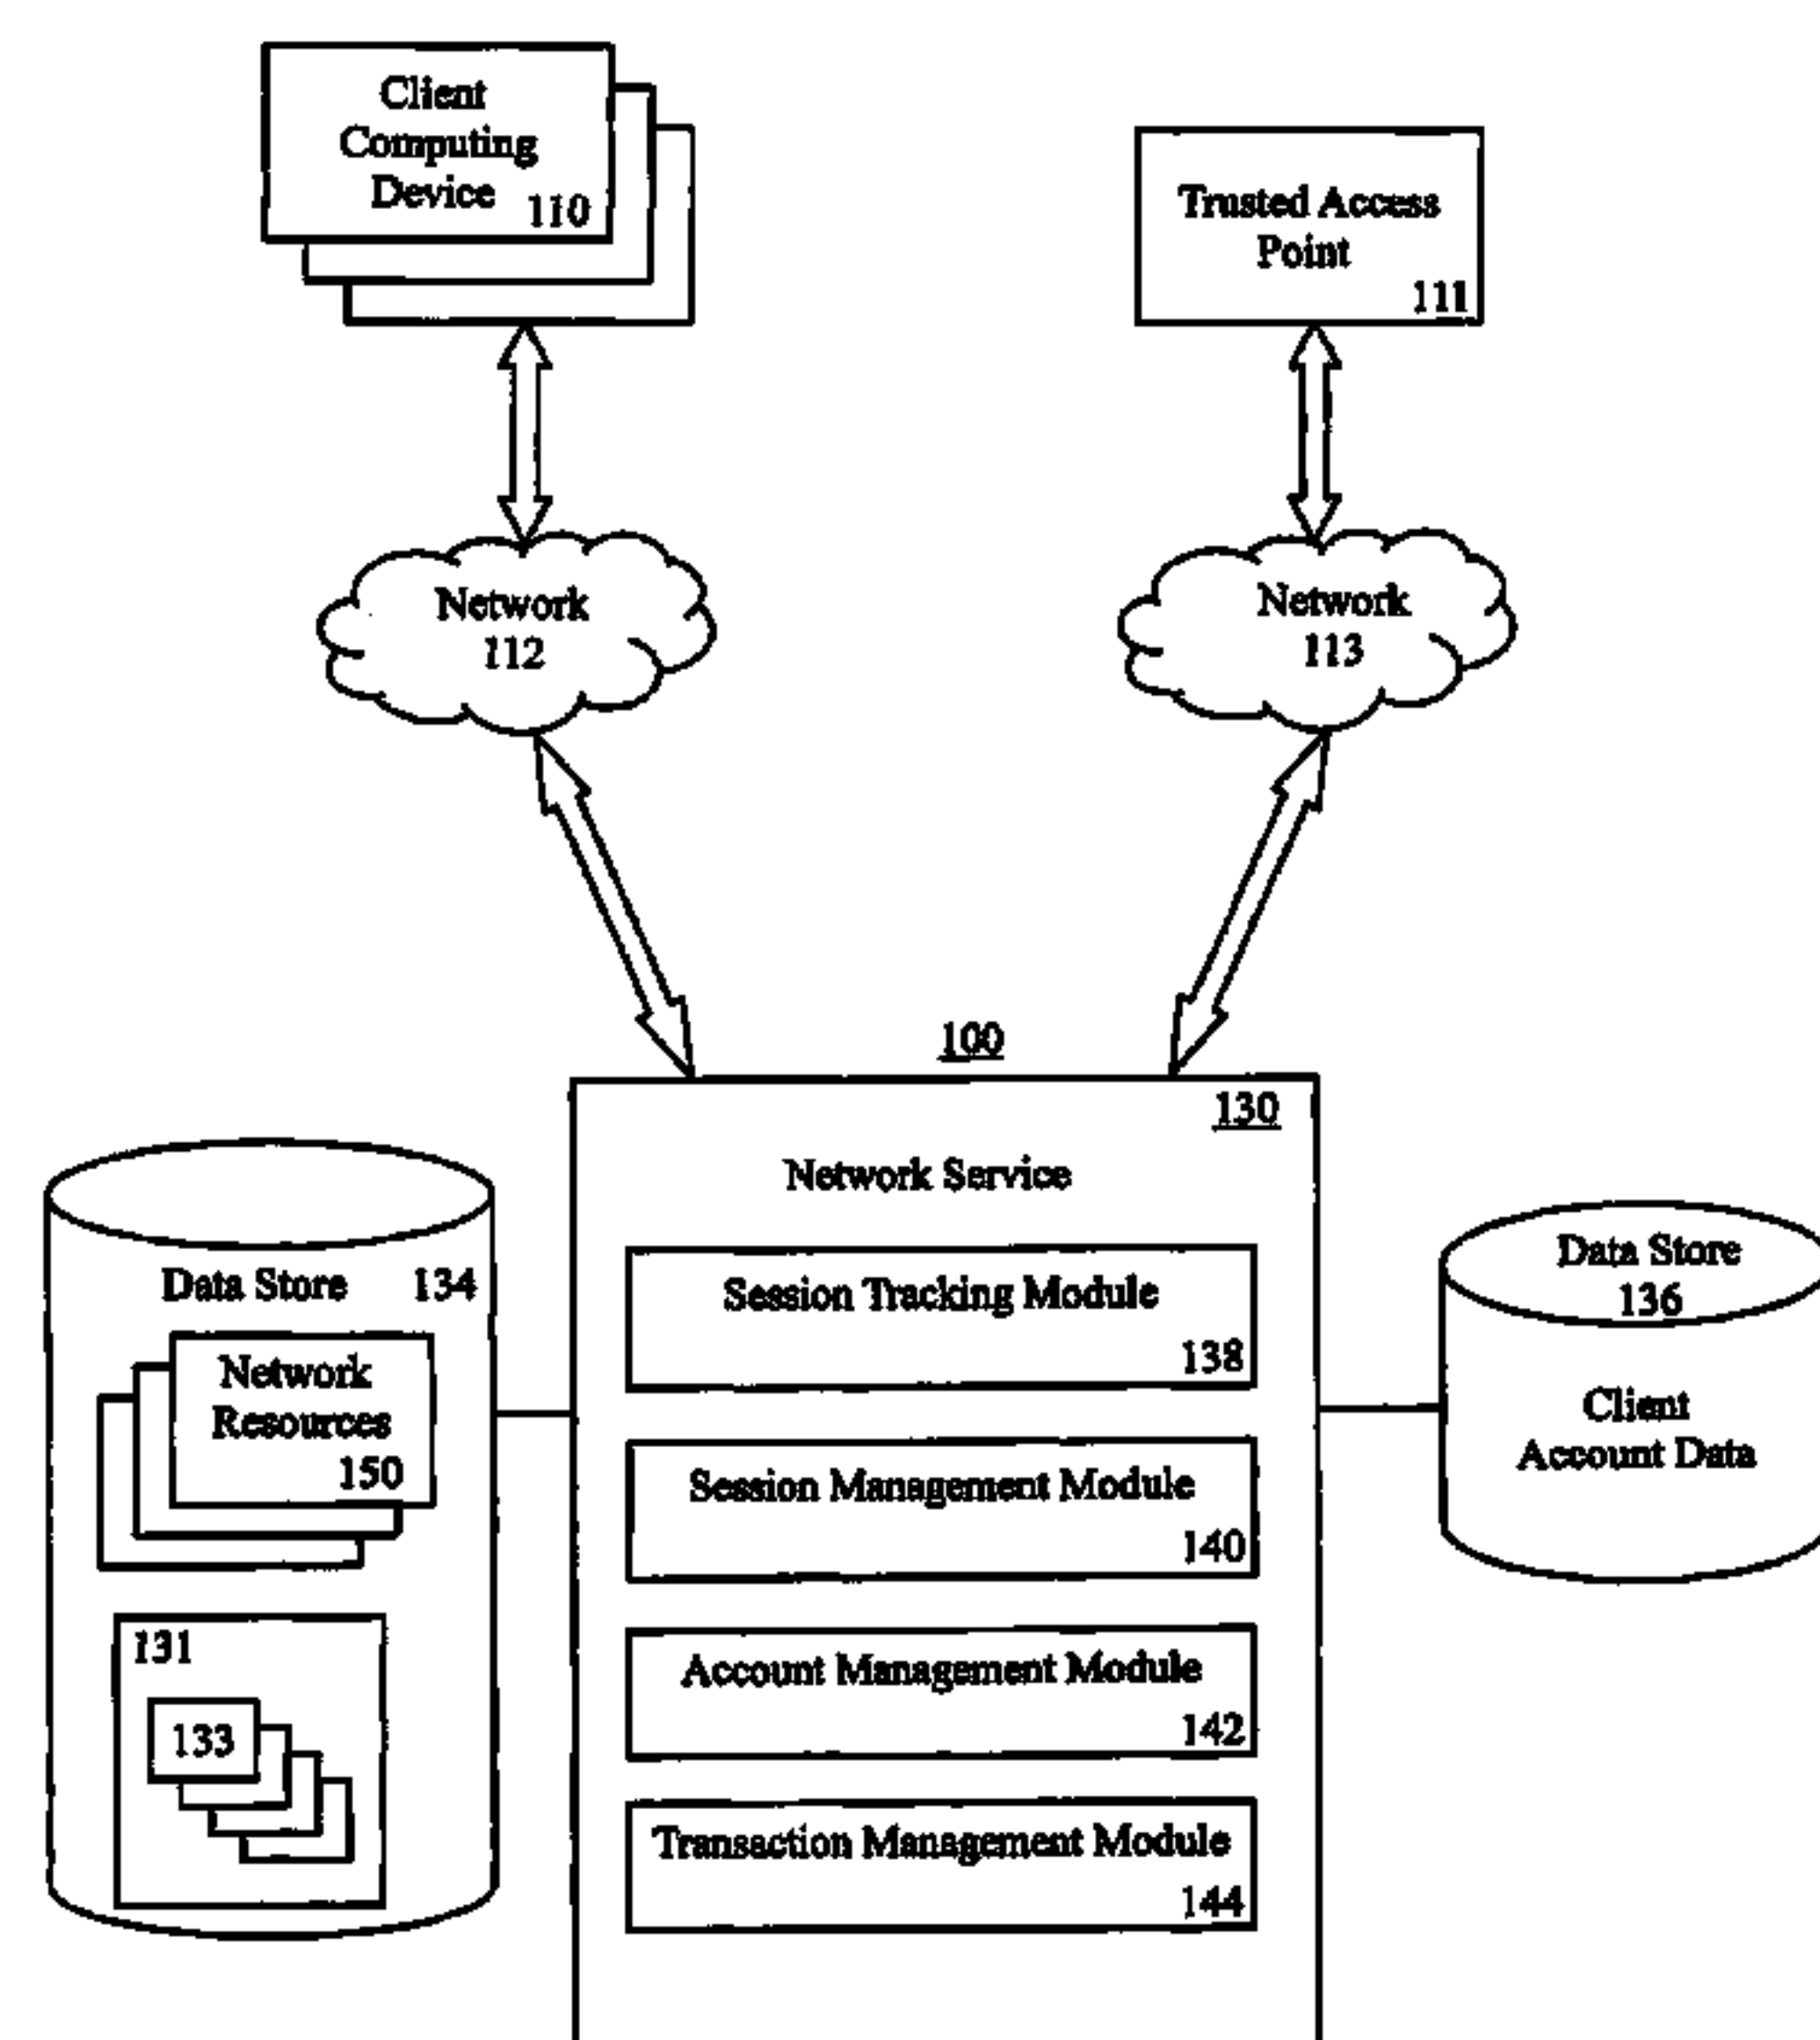 Client
Computing
Device
110
Trusted Access
Point
111
Network
112
Network
113
100
130
Network Service
Data Store 134
Network
Resources
150
131
133
Session Tracking Module
138
Session Management Module
140
Account Management Module
142
Transaction Management Module
144
Data Store
136
Client
Account Data